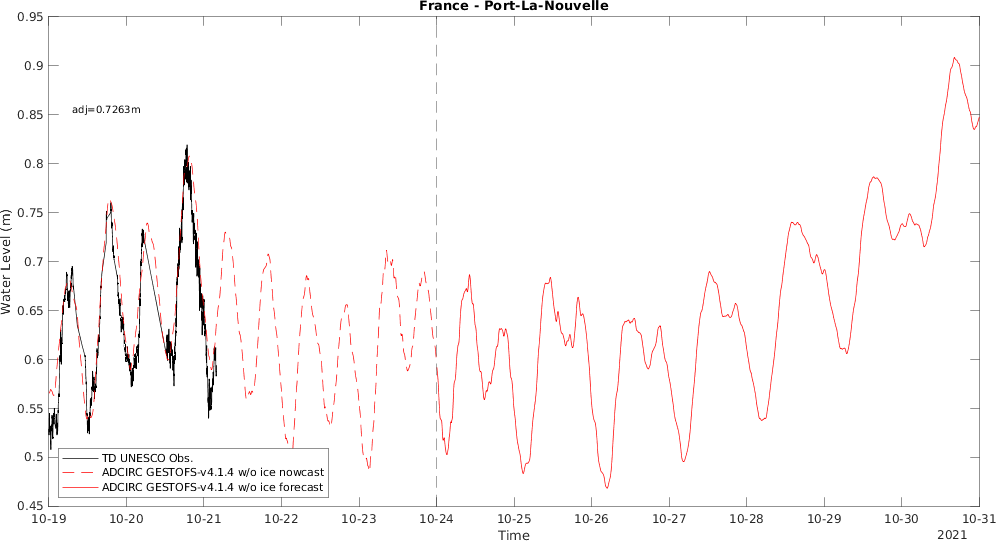 France - Port-La-Nouvelle
0.95
0.9
0.85
adj=0.7263m
0.8
0.75
0.7
0.65
0.6
0.55
0.5
0.45
Water Level (m)
TD UNESCO Obs.
ADCIRC GESTOFS-v4.1.4 w/o ice nowcast
ADCIRC GESTOFS-v4.1.4 w/o ice forecast
10-19 10-20 10-21 10-22 10-23 10-24 10-25 10-26 10-27 10-28 10-29 10-30 10-31
Time
2021